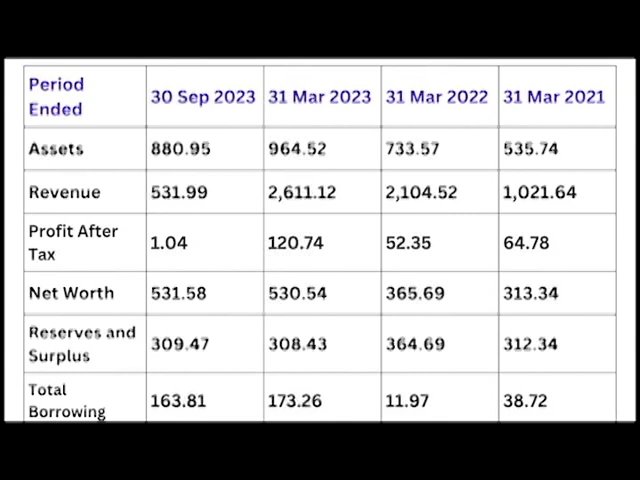 Period Ended 30 Sep 2023 31 Mar 2023 31 Mar 2022 31 Mar 2021
Assets 880.95 964.52 733.57 535.74
Revenue 531.99 2,611.12 2,104.52 1,021.64
Profit After Tax 1.04 120.74 52.35 64.78
Net Worth 531.58 530.54 365.69 313.34
Reserves and Surplus 309.47 308.43 364.69 312.34
Total Borrowing 163.81 173.26 11.97 38.72